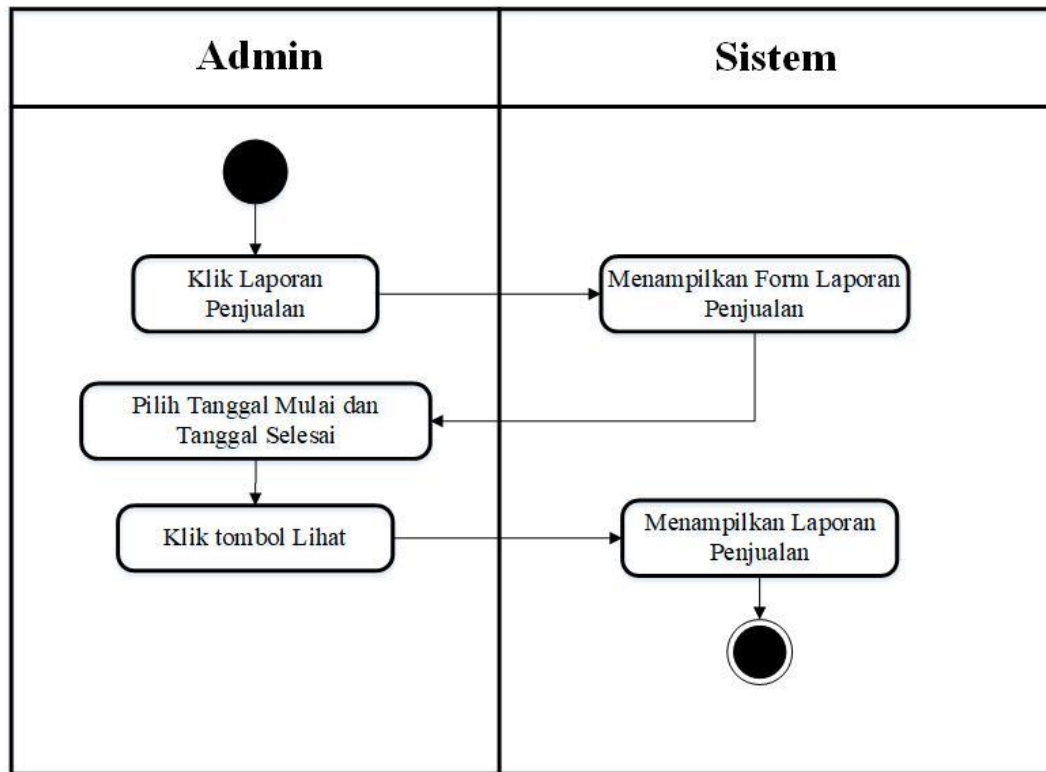 Admin
Sistem
Klik Laporan
Penjualan
Menampilkan Form Laporan
Penjualan
Pilih Tanggal Mulai dan
Tanggal Selesai
Klik tombol Lihat
Menampilkan Laporan
Penjualan